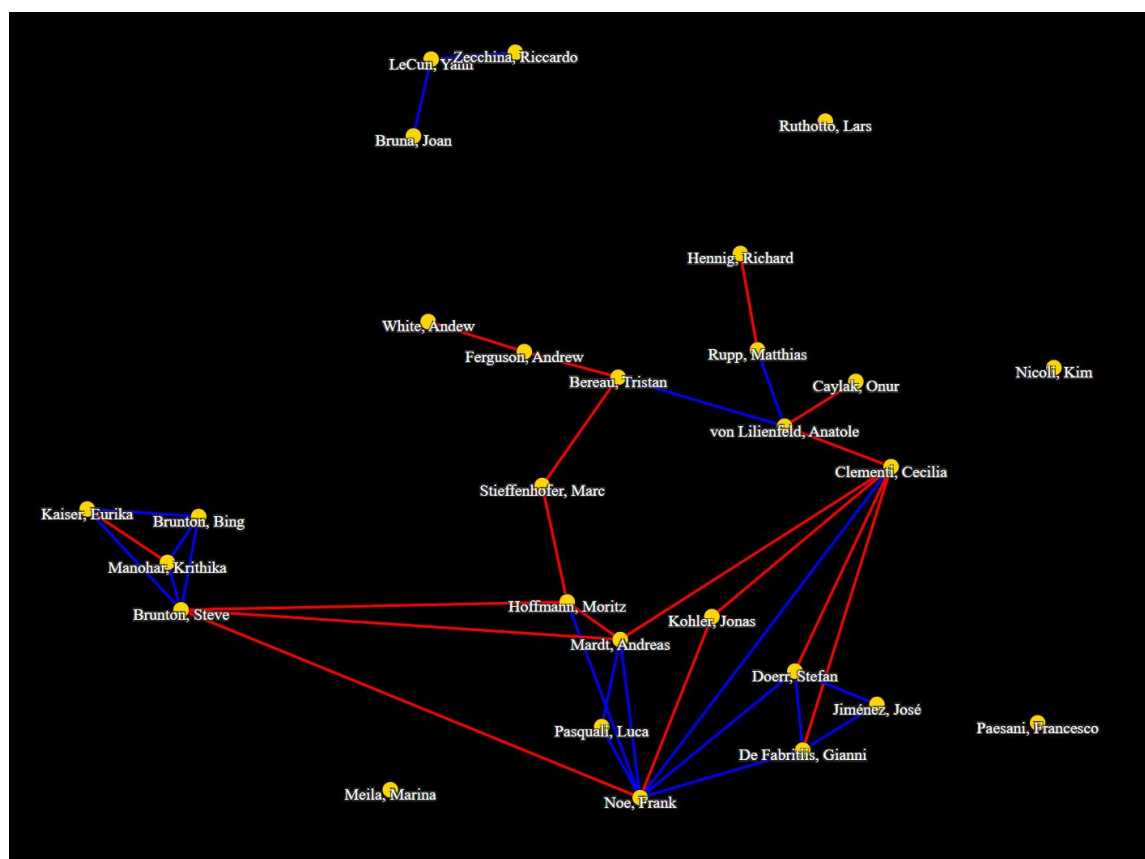 Zecchina, Riccardo
LeCun, Yann
Bruna, Joan
Ruthotto, Lars
Hennig, Richard
White, Andew
Ferguson, Andrew
Rupp, Matthias
Nicoli, Kim
Bereau, Tristan
Caylak, Onur
von Lilienfeld, Anatole
Clementi, Cecilia
Stieffenhofer, Marc
Kaiser, Eurika
Brunton, Bing
Manohar, Krithika
Hoffmann, Moritz
Brunton, Steve
Kohler, Jonas
Mardt, Andreas
Doerr, Stefan
Jiménez, José
Paesani, Francesco
Pasquali, Luca
De Fabritiis, Gianni
Meila, Marina
Noe, Frank